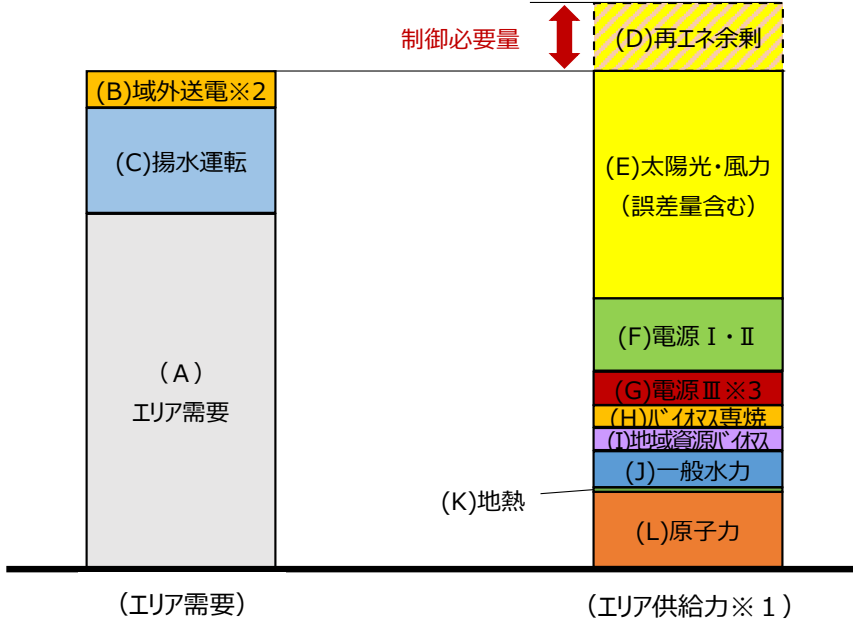 制御必要量
(D)再エネ余剰
(B)域外送電※2
(C)揚水運転
(E)太陽光・風力
（誤差量含む）
(F)電源Ⅰ・Ⅱ
（A）
エリア需要
(G)電源Ⅲ※3
(H)バイオマス専焼
(I)地域資源バイオマス
(J)一般水力
(K)地熱
(L)原子力
（エリア需要）
（エリア供給力※１）